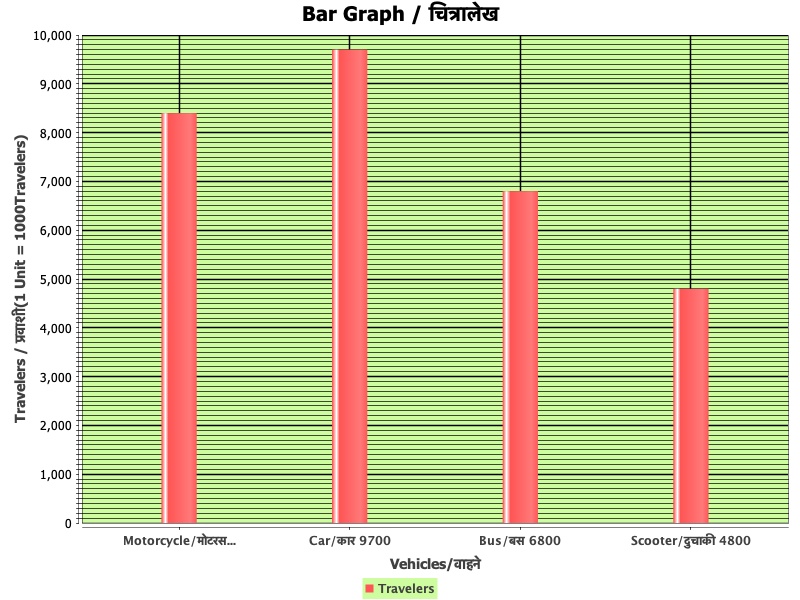 Bar Graph / चित्रालेख
10,000
9,000
8,000
7,000
6,000
5,000
4,000
3,000
2,000
1,000
0
Travelers / प्रवाशी(1 Unit = 1000Travelers)
Motorcycle/मोटरस... Car/कार 9700 Bus/बस 6800 Scooter/दुचाकी 4800
Vehicles/वाहने
Travelers